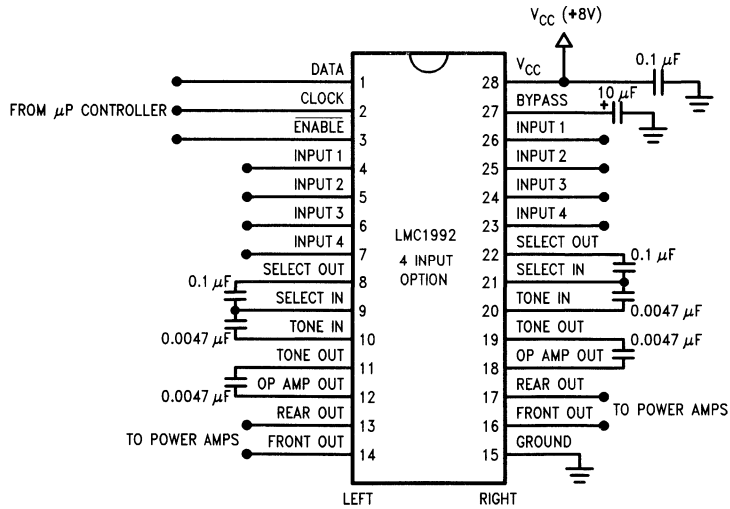 V_CC (+8V)
DATA 1
28 V_CC 0.1 μF
FROM μP CONTROLLER
CLOCK 2
27 BYPASS 10 μF +
ENABLE 3
26 INPUT 1
INPUT 1 4
25 INPUT 2
INPUT 2 5
24 INPUT 3
INPUT 3 6
23 INPUT 4
INPUT 4 7
22 SELECT OUT
LMC1992
4 INPUT
OPTION
SELECT OUT 8
0.1 μF
21 SELECT IN
0.1 μF
SELECT IN 9
20 TONE IN
0.0047 μF
TONE IN 10
0.0047 μF
19 TONE OUT
0.0047 μF
TONE OUT 11
18 OP AMP OUT
0.0047 μF
OP AMP OUT 12
17 REAR OUT
REAR OUT 13
16 FRONT OUT
TO POWER AMPS
TO POWER AMPS
FRONT OUT 14
15 GROUND
LEFT
RIGHT